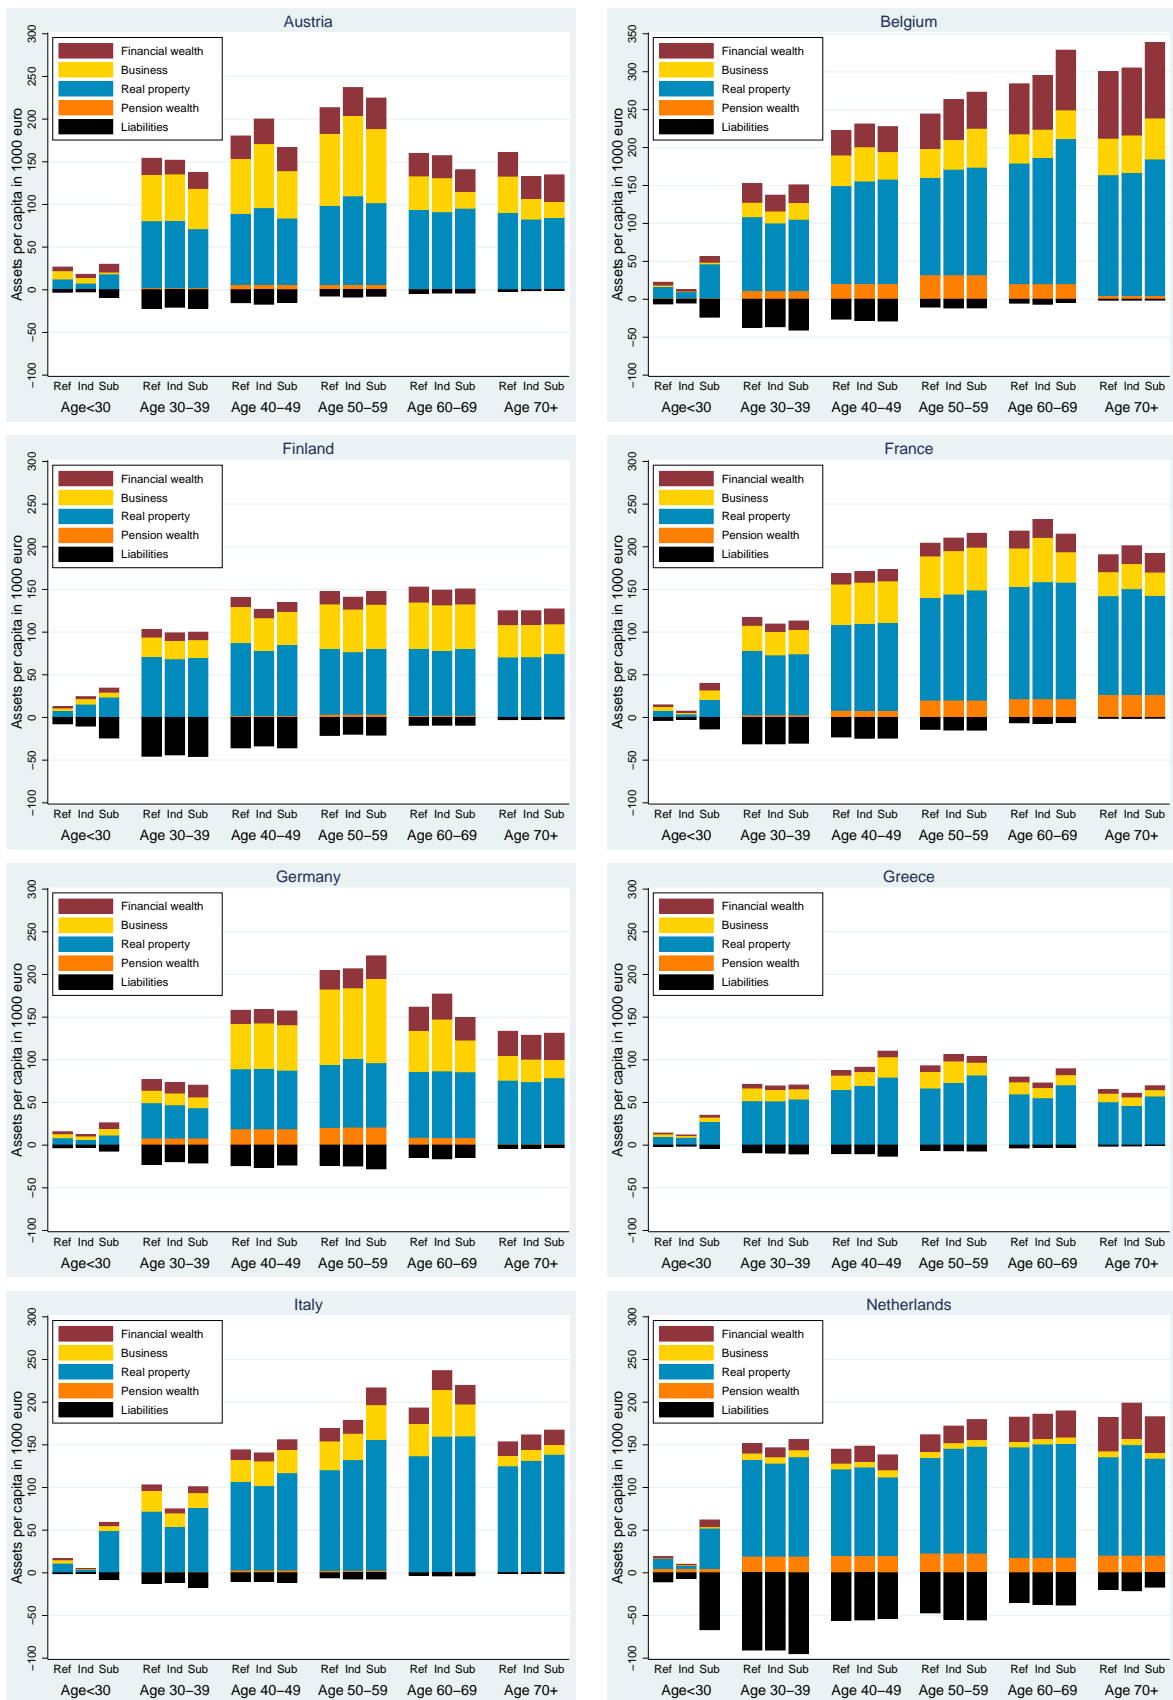 Austria
Assets per capita in 1000 euro
300
250
200
150
100
50
0
−50
−100
Financial wealth
Business
Real property
Pension wealth
Liabilities
Ref Ind Sub Ref Ind Sub Ref Ind Sub Ref Ind Sub Ref Ind Sub Ref Ind Sub
Age<30 Age 30−39 Age 40−49 Age 50−59 Age 60−69 Age 70+
Belgium
Assets per capita in 1000 euro
350
300
250
200
150
100
50
0
−50
−100
Financial wealth
Business
Real property
Pension wealth
Liabilities
Ref Ind Sub Ref Ind Sub Ref Ind Sub Ref Ind Sub Ref Ind Sub Ref Ind Sub
Age<30 Age 30−39 Age 40−49 Age 50−59 Age 60−69 Age 70+
Finland
Assets per capita in 1000 euro
300
250
200
150
100
50
0
−50
−100
Financial wealth
Business
Real property
Pension wealth
Liabilities
Ref Ind Sub Ref Ind Sub Ref Ind Sub Ref Ind Sub Ref Ind Sub Ref Ind Sub
Age<30 Age 30−39 Age 40−49 Age 50−59 Age 60−69 Age 70+
France
Assets per capita in 1000 euro
300
250
200
150
100
50
0
−50
−100
Financial wealth
Business
Real property
Pension wealth
Liabilities
Ref Ind Sub Ref Ind Sub Ref Ind Sub Ref Ind Sub Ref Ind Sub Ref Ind Sub
Age<30 Age 30−39 Age 40−49 Age 50−59 Age 60−69 Age 70+
Germany
Assets per capita in 1000 euro
300
250
200
150
100
50
0
−50
−100
Financial wealth
Business
Real property
Pension wealth
Liabilities
Ref Ind Sub Ref Ind Sub Ref Ind Sub Ref Ind Sub Ref Ind Sub Ref Ind Sub
Age<30 Age 30−39 Age 40−49 Age 50−59 Age 60−69 Age 70+
Greece
Assets per capita in 1000 euro
300
250
200
150
100
50
0
−50
−100
Financial wealth
Business
Real property
Pension wealth
Liabilities
Ref Ind Sub Ref Ind Sub Ref Ind Sub Ref Ind Sub Ref Ind Sub Ref Ind Sub
Age<30 Age 30−39 Age 40−49 Age 50−59 Age 60−69 Age 70+
Italy
Assets per capita in 1000 euro
300
250
200
150
100
50
0
−50
−100
Financial wealth
Business
Real property
Pension wealth
Liabilities
Ref Ind Sub Ref Ind Sub Ref Ind Sub Ref Ind Sub Ref Ind Sub Ref Ind Sub
Age<30 Age 30−39 Age 40−49 Age 50−59 Age 60−69 Age 70+
Netherlands
Assets per capita in 1000 euro
300
250
200
150
100
50
0
−50
−100
Financial wealth
Business
Real property
Pension wealth
Liabilities
Ref Ind Sub Ref Ind Sub Ref Ind Sub Ref Ind Sub Ref Ind Sub Ref Ind Sub
Age<30 Age 30−39 Age 40−49 Age 50−59 Age 60−69 Age 70+